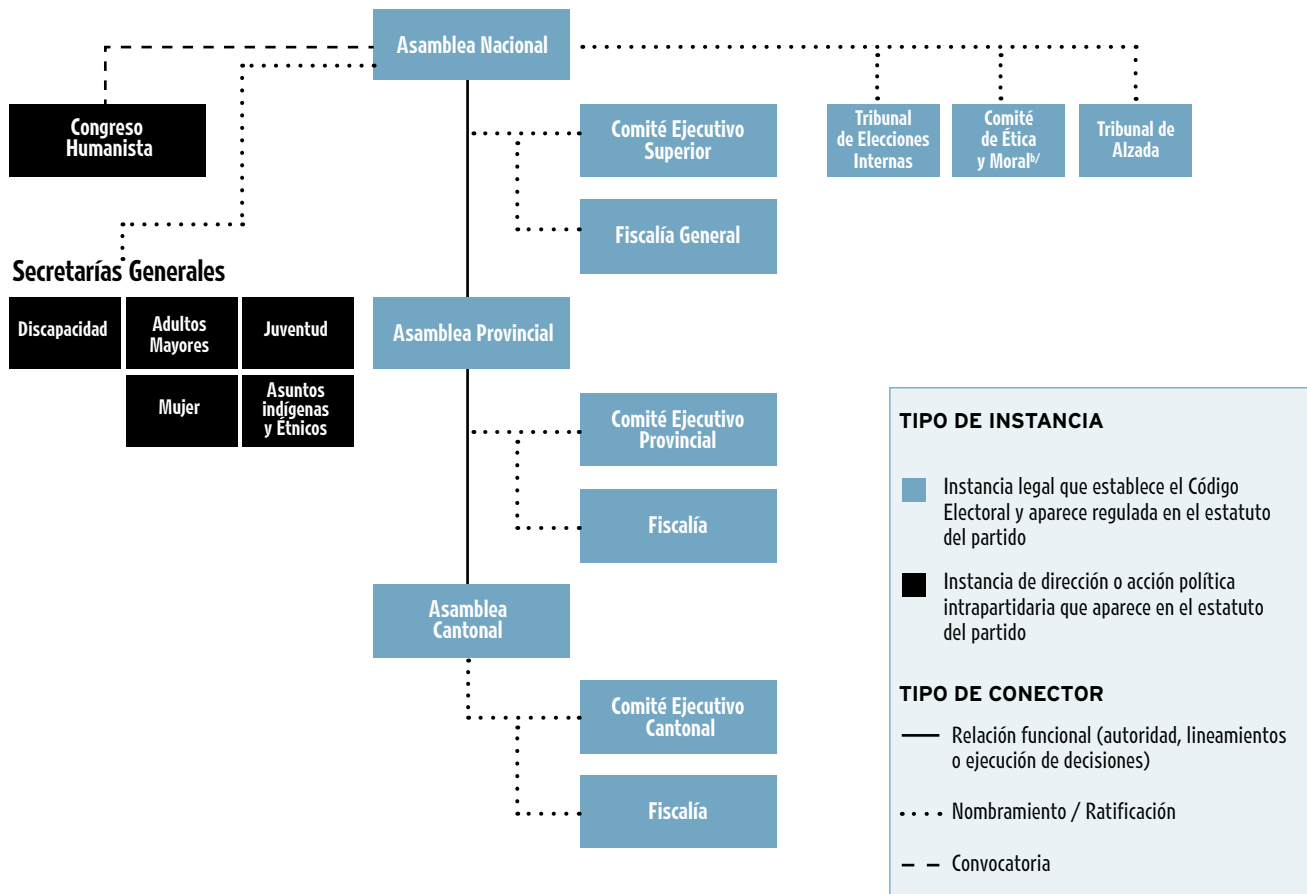 Asamblea Nacional
Congreso
Humanista
Comité Ejecutivo
Superior
Tribunal
de Elecciones
Internas
Comité
de Ética
y Moralᵇ/
Tribunal de
Alzada
Fiscalía General
Secretarías Generales
Discapacidad
Adultos
Mayores
Juventud
Mujer
Asuntos
indígenas
y Étnicos
Asamblea Provincial
Comité Ejecutivo
Provincial
Fiscalía
Asamblea
Cantonal
Comité Ejecutivo
Cantonal
Fiscalía
TIPO DE INSTANCIA
Instancia legal que establece el Código
Electoral y aparece regulada en el estatuto
del partido
Instancia de dirección o acción política
intrapartidaria que aparece en el estatuto
del partido
TIPO DE CONECTOR
Relación funcional (autoridad, lineamientos
o ejecución de decisiones)
Nombramiento / Ratificación
Convocatoria